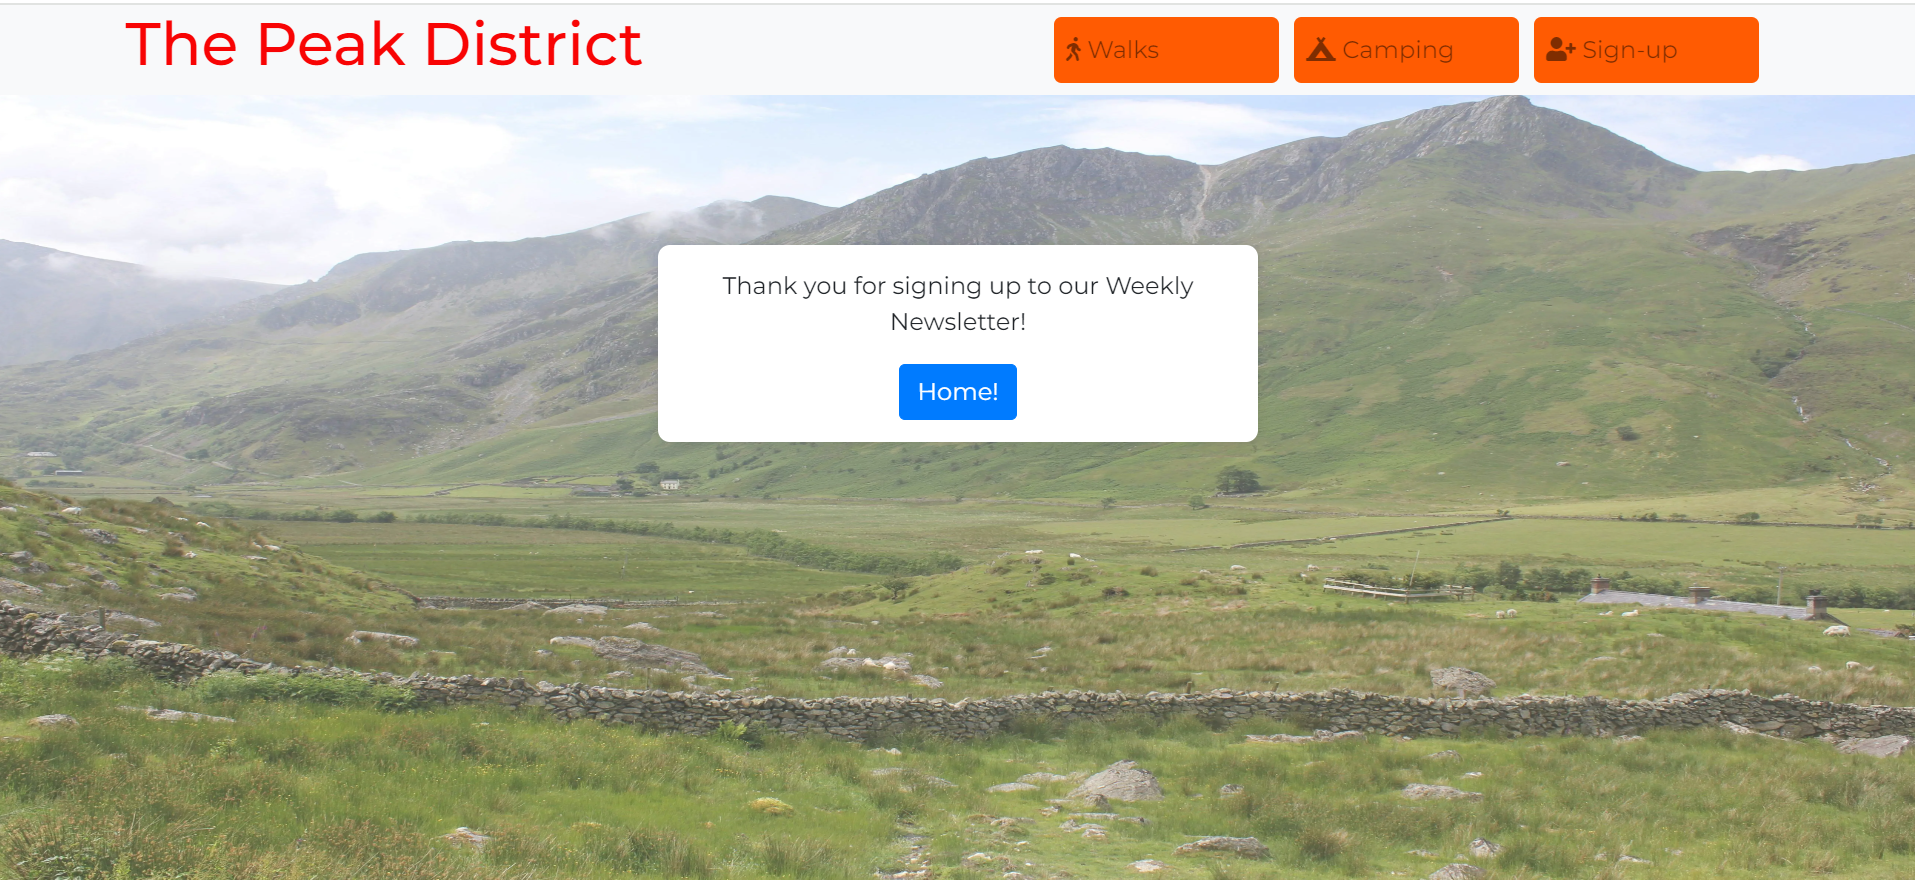 The Peak District
Walks
Camping
Sign-up
Thank you for signing up to our Weekly
Newsletter!
Home!